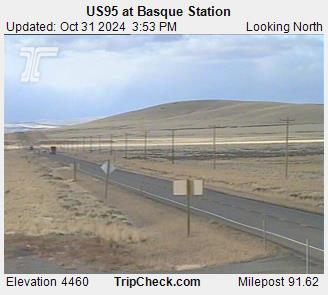 US95 at Basque Station
Updated: Oct 31 2024 3:53 PM Looking North
Elevation 4460 TripCheck.com Milepost 91.62